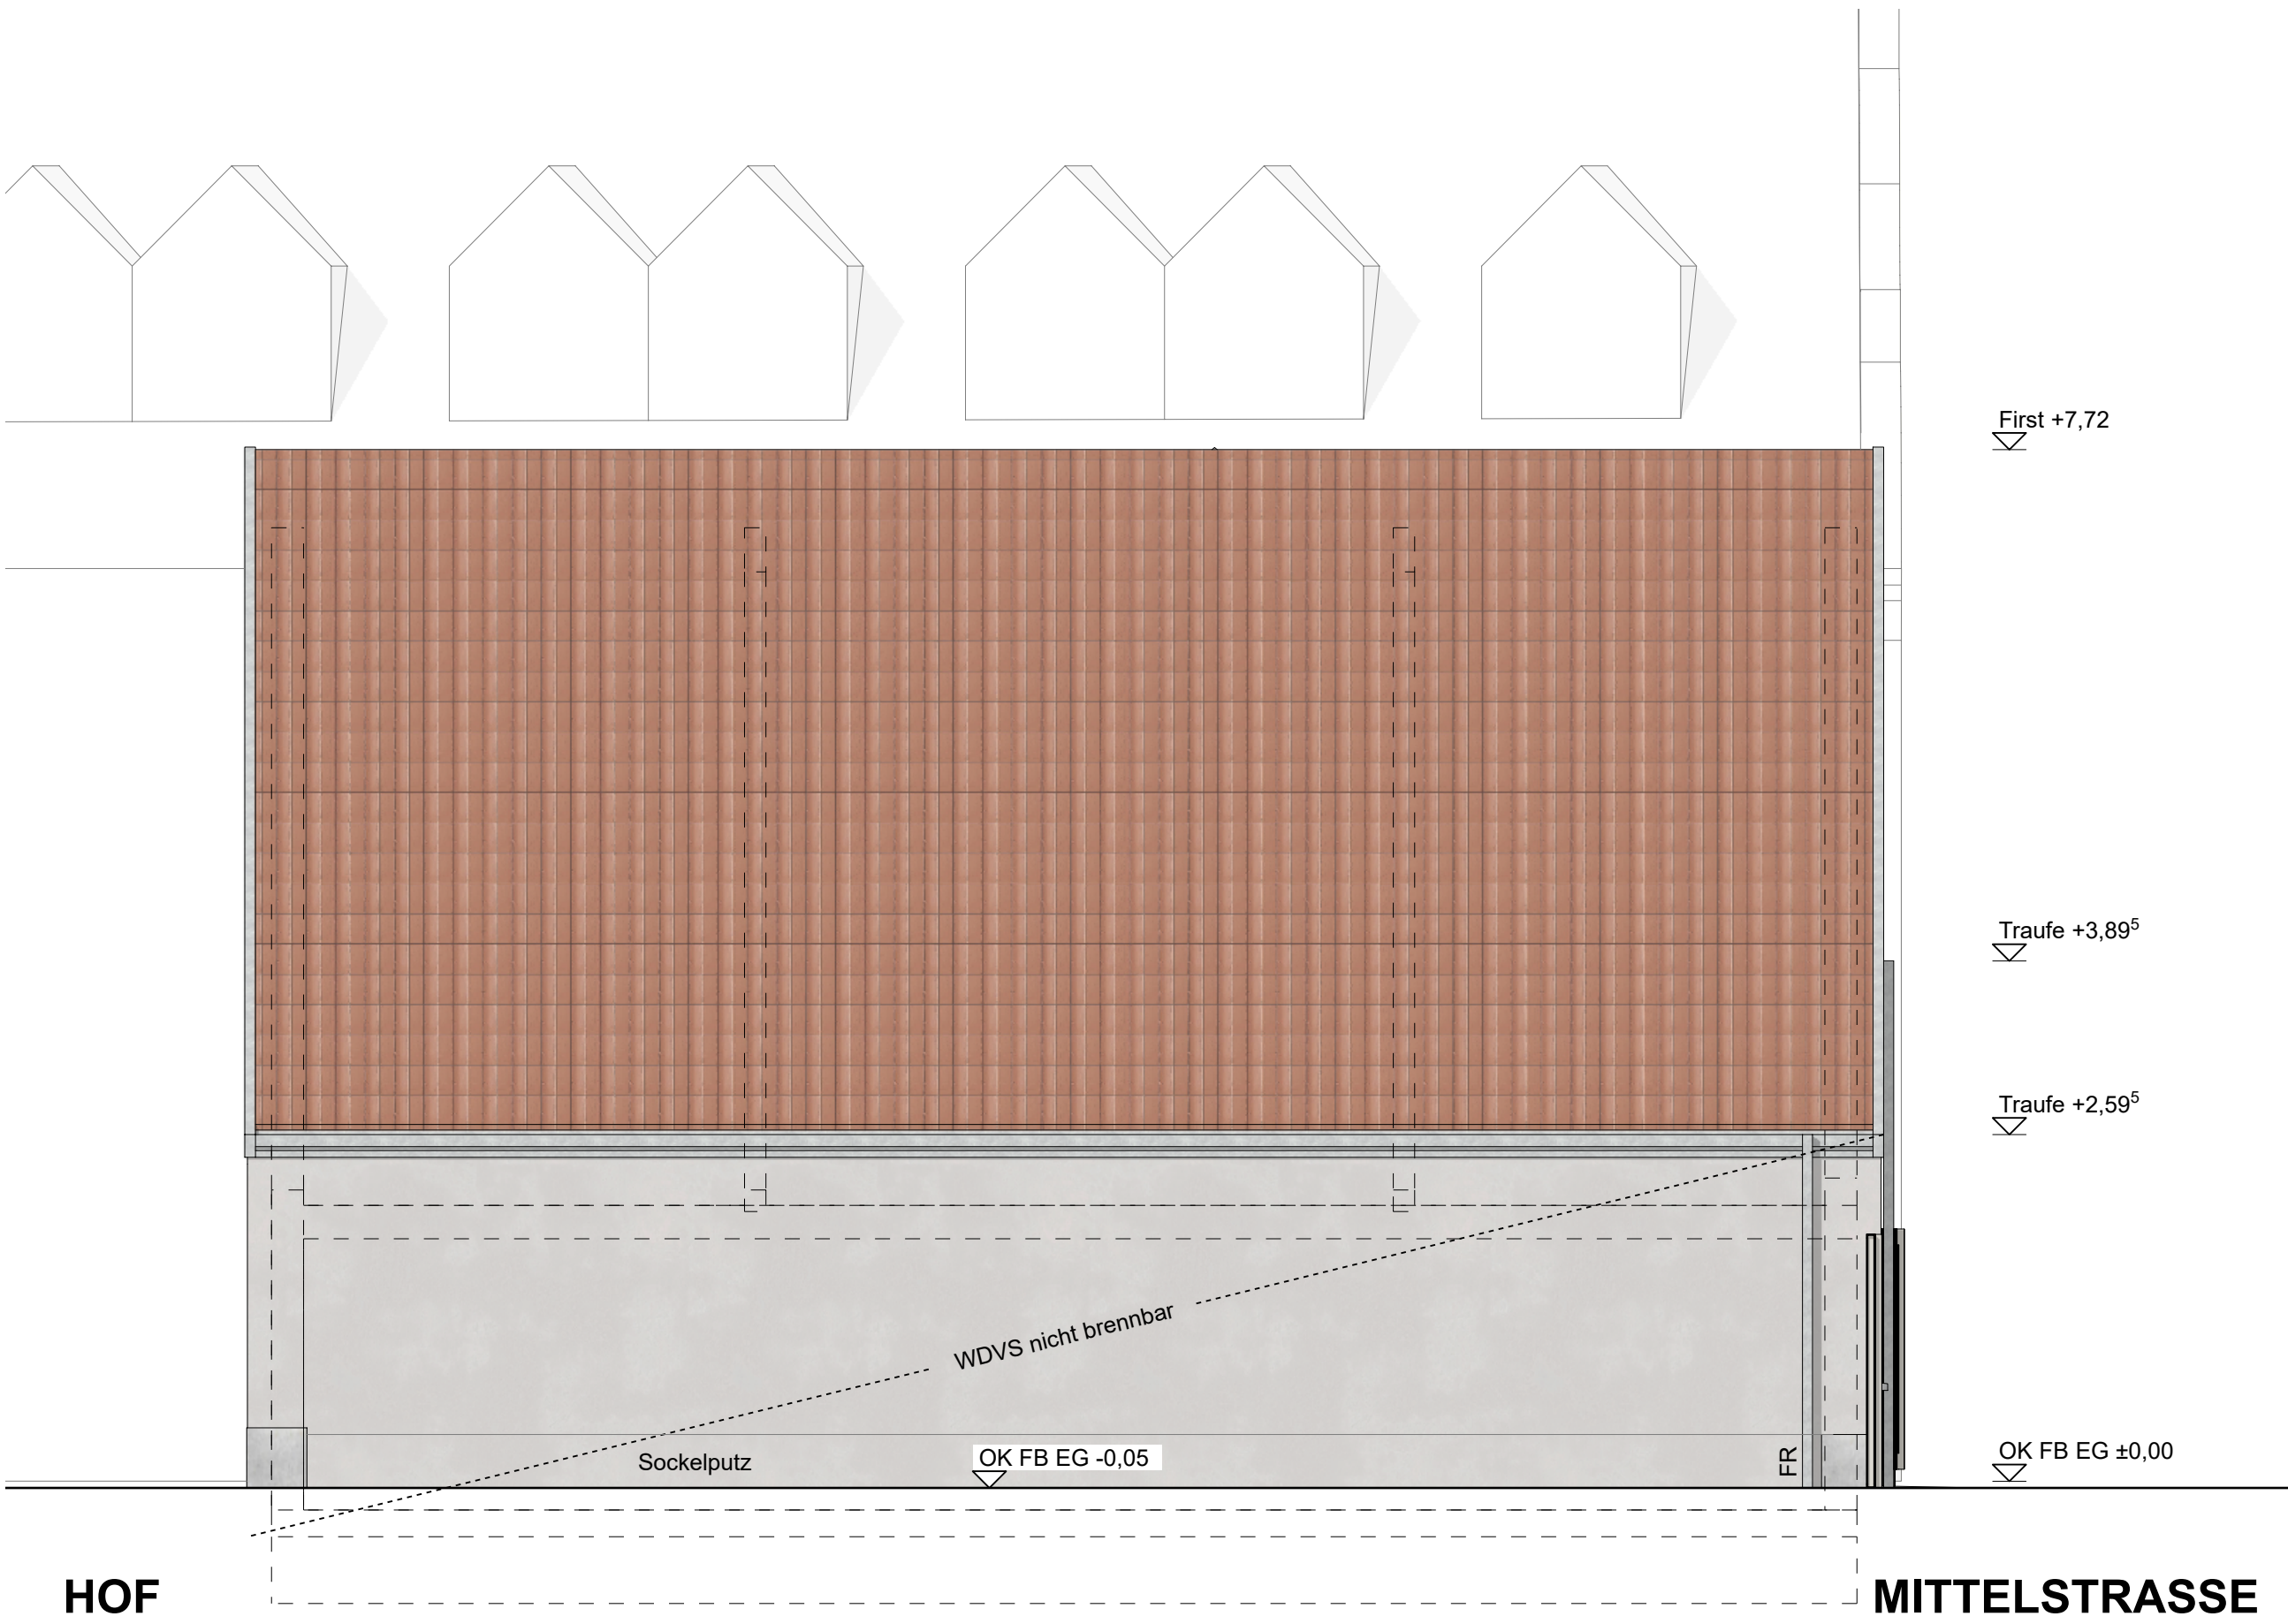 First +7,72
Traufe +3,89⁵
Traufe +2,59⁵
WDVS nicht brennbar
Sockelputz
OK FB EG -0,05
FR
OK FB EG ±0,00
HOF
MITTELSTRASSE